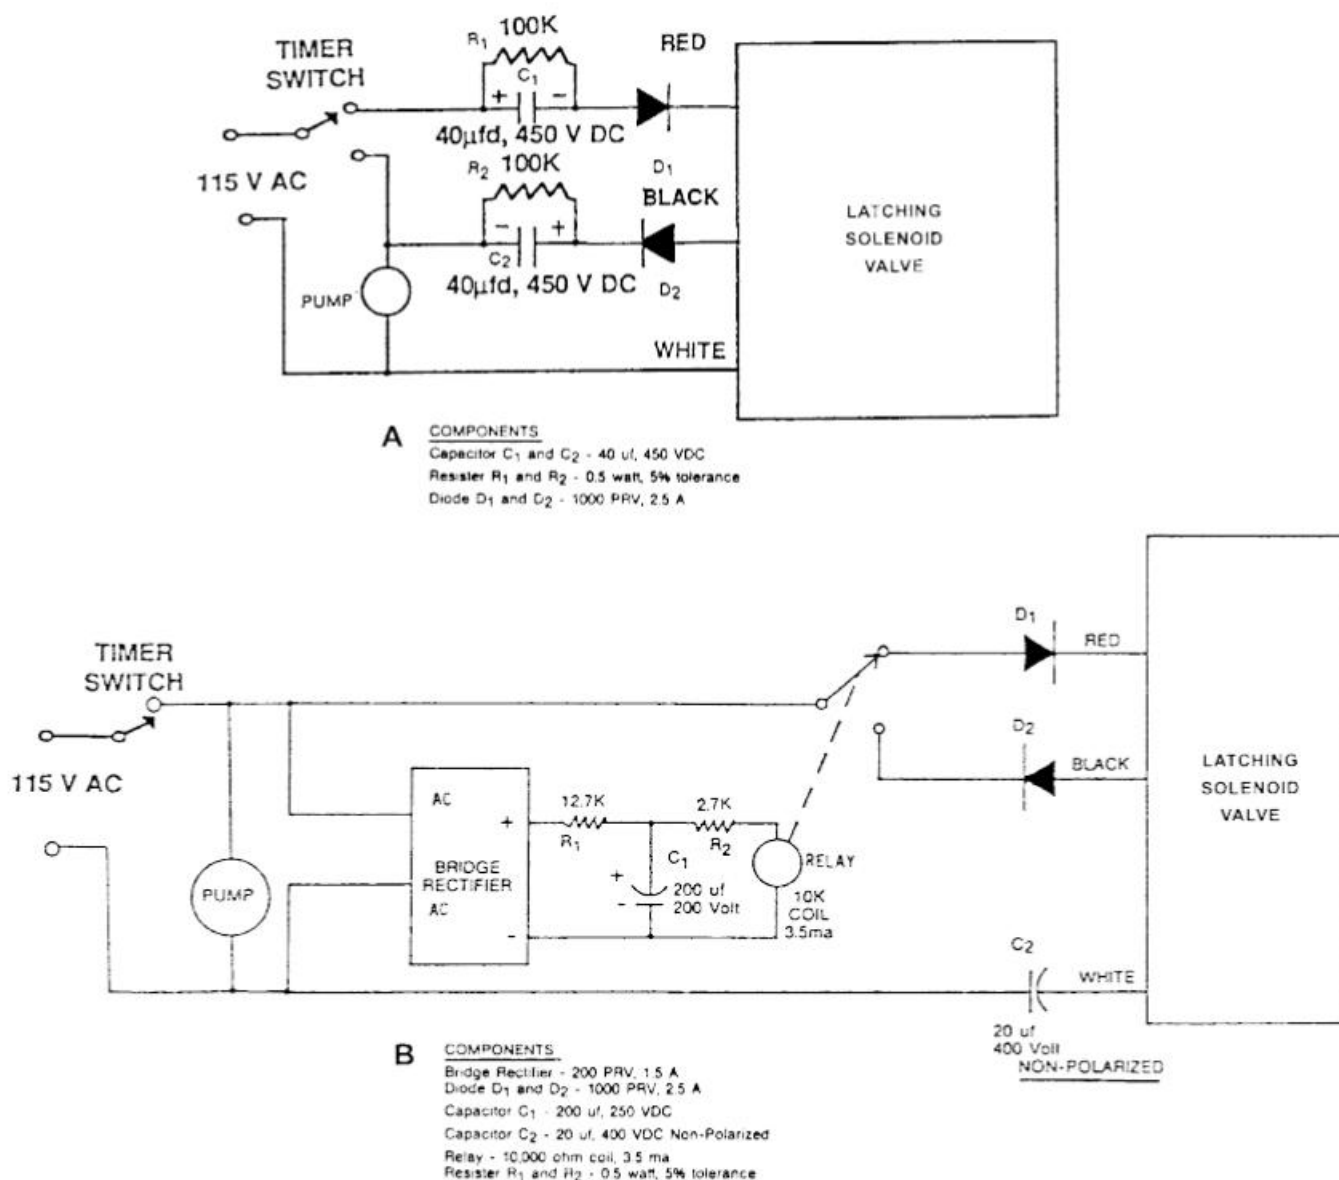 R1 100K
TIMER
SWITCH
RED
C1
+ -
40µfd, 450 V DC
R2 100K
D1
115 V AC
BLACK
- +
C2
40µfd, 450 V DC
D2
PUMP
WHITE
LATCHING
SOLENOID
VALVE
A
COMPONENTS
Capacitor C1 and C2 - 40 uf, 450 VDC
Resister R1 and R2 - 0.5 watt, 5% tolerance
Diode D1 and D2 - 1000 PRV, 2.5 A
TIMER
SWITCH
115 V AC
PUMP
AC
+
BRIDGE
RECTIFIER
AC
-
12.7K
R1
2.7K
R2
C1
+
-
200 uf
200 Volt
RELAY
10K
COIL
3.5ma
D1
RED
D2
BLACK
C2
WHITE
20 uf
400 Volt
NON-POLARIZED
LATCHING
SOLENOID
VALVE
B
COMPONENTS
Bridge Rectifier - 200 PRV, 1.5 A
Diode D1 and D2 - 1000 PRV, 2.5 A
Capacitor C1 - 200 uf, 250 VDC
Capacitor C2 - 20 uf, 400 VDC Non-Polarized
Relay - 10,000 ohm coil, 3.5 ma
Resister R1 and R2 - 0.5 watt, 5% tolerance